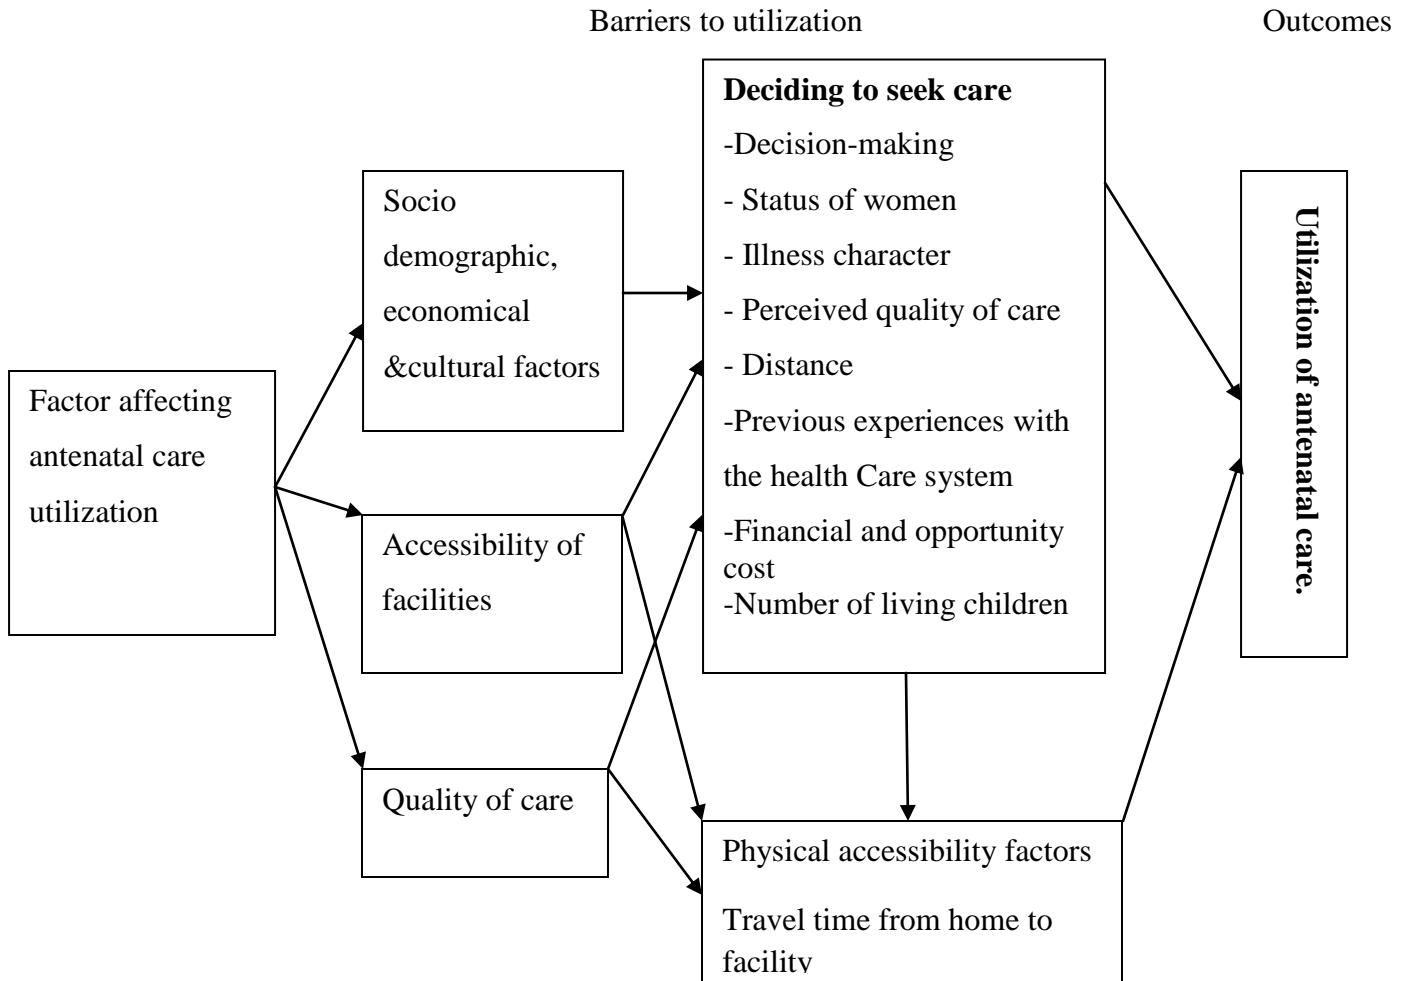 Barriers to utilization
Outcomes
Factor affecting
antenatal care
utilization
Socio
demographic,
economical
&cultural factors
Accessibility of
facilities
Quality of care
Deciding to seek care
-Decision-making
- Status of women
- Illness character
- Perceived quality of care
- Distance
-Previous experiences with
the health Care system
-Financial and opportunity
cost
-Number of living children
Physical accessibility factors
Travel time from home to
facility
Utilization of antenatal care.